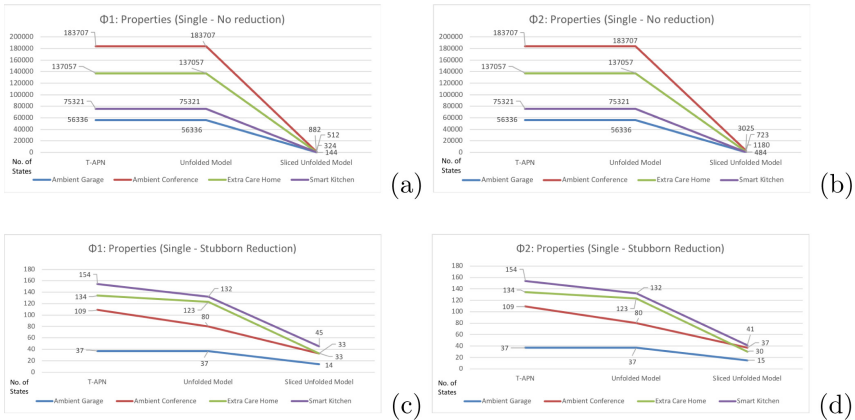 Φ1: Properties (Single - No reduction)
200000
180000
160000
140000
120000
100000
80000
60000
40000
20000
0
183707
183707
137057
137057
75321
75321
56336
56336
882
512
324
144
No. of States
T-APN
Unfolded Model
Sliced Unfolded Model
Ambient Garage
Ambient Conference
Extra Care Home
Smart Kitchen
(a)
Φ2: Properties (Single - No reduction)
200000
180000
160000
140000
120000
100000
80000
60000
40000
20000
0
183707
183707
137057
137057
75321
75321
56336
56336
3025
723
1180
484
No. of States
T-APN
Unfolded Model
Sliced Unfolded Model
Ambient Garage
Ambient Conference
Extra Care Home
Smart Kitchen
(b)
Φ1: Properties (Single - Stubborn Reduction)
180
160
140
120
100
80
60
40
20
0
154
132
134
123
109
80
37
37
45
33
33
14
No. of States
T-APN
Unfolded Model
Sliced Unfolded Model
Ambient Garage
Ambient Conference
Extra Care Home
Smart Kitchen
(c)
Φ2: Properties (Single - Stubborn Reduction)
180
160
140
120
100
80
60
40
20
0
154
132
134
123
109
80
37
37
41
37
30
15
No. of States
T-APN
Unfolded Model
Sliced Unfolded Model
Ambient Garage
Ambient Conference
Extra Care Home
Smart Kitchen
(d)